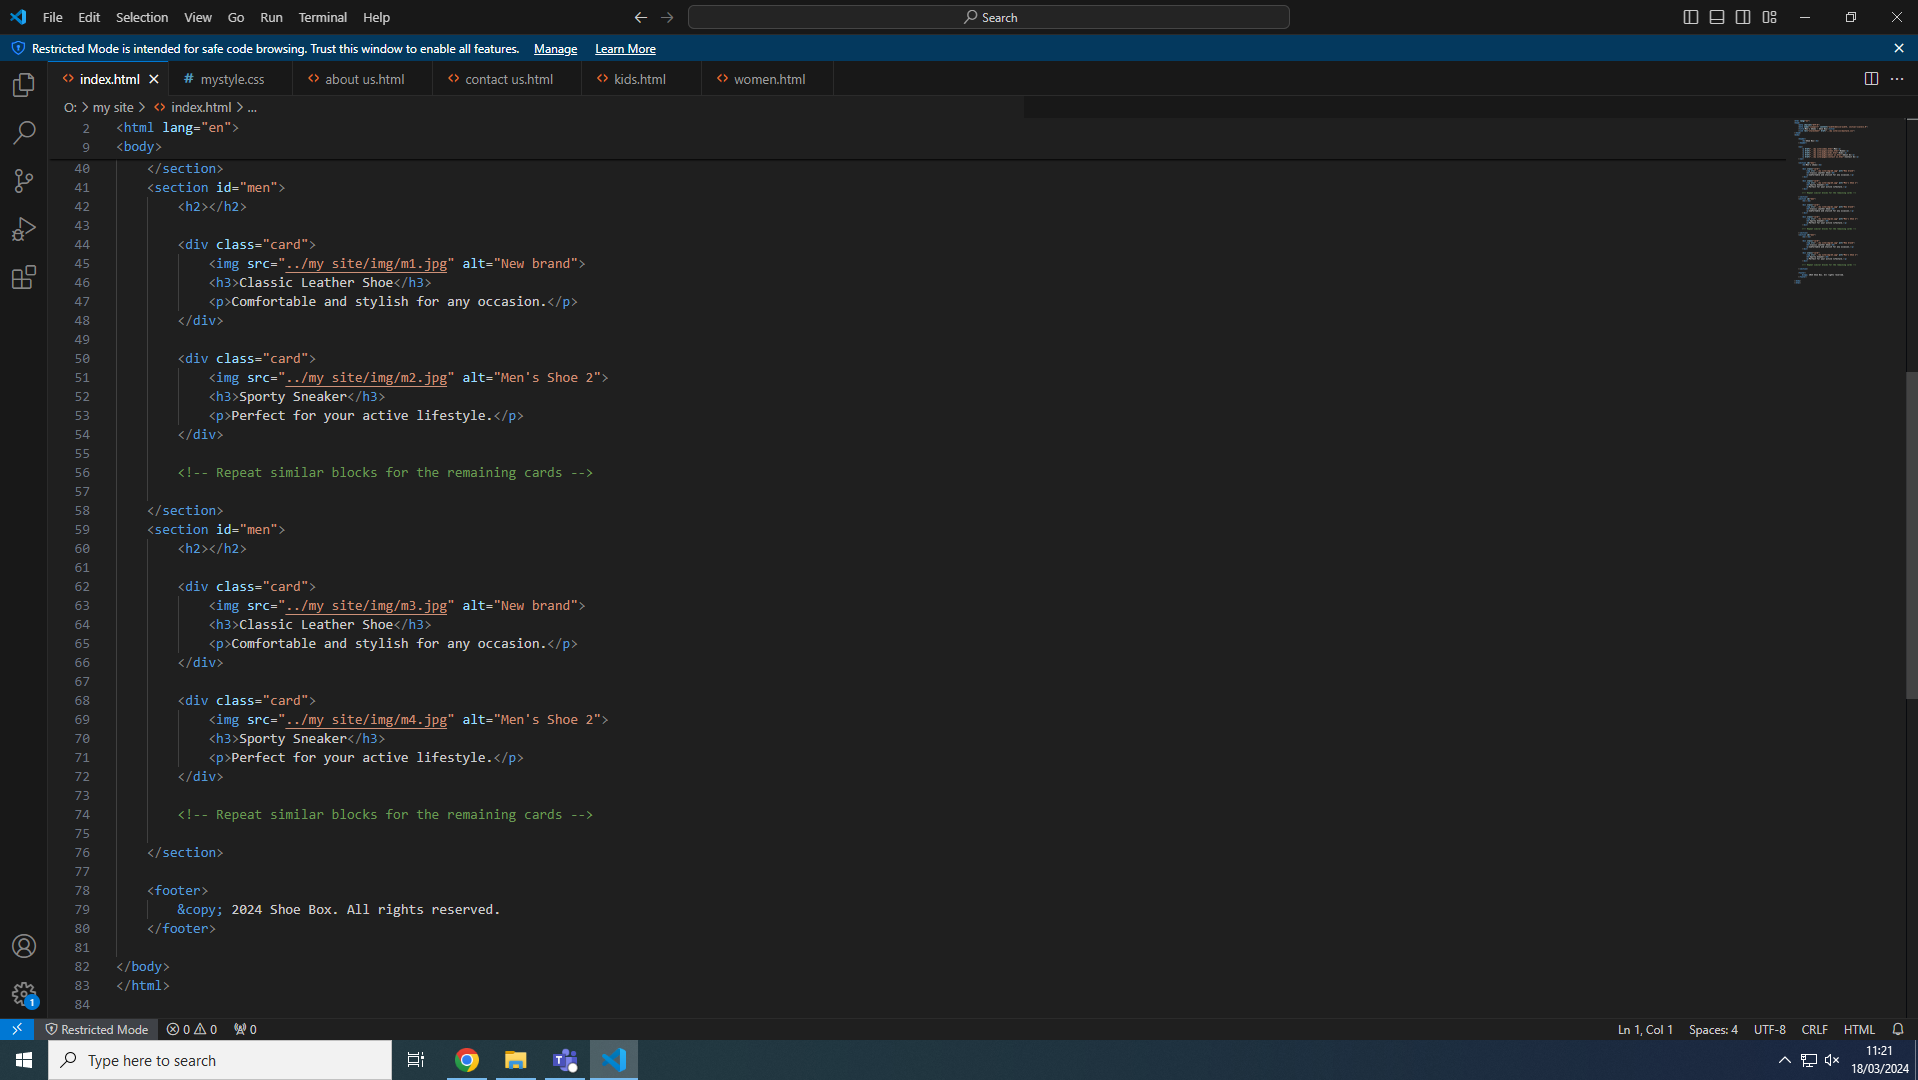 File Edit Selection View Go Run Terminal Help
Search
Restricted Mode is intended for safe code browsing. Trust this window to enable all features. Manage Learn More
index.html mystyle.css about us.html contact us.html kids.html women.html
O: > my site > index.html > ...
2 <html lang="en">
9 <body>
40 </section>
41 <section id="men">
42 <h2></h2>
43
44 <div class="card">
45 <img src="../my site/img/m1.jpg" alt="New brand">
46 <h3>Classic Leather Shoe</h3>
47 <p>Comfortable and stylish for any occasion.</p>
48 </div>
49
50 <div class="card">
51 <img src="../my site/img/m2.jpg" alt="Men's Shoe 2">
52 <h3>Sporty Sneaker</h3>
53 <p>Perfect for your active lifestyle.</p>
54 </div>
55
56 <!-- Repeat similar blocks for the remaining cards -->
57
58 </section>
59 <section id="men">
60 <h2></h2>
61
62 <div class="card">
63 <img src="../my site/img/m3.jpg" alt="New brand">
64 <h3>Classic Leather Shoe</h3>
65 <p>Comfortable and stylish for any occasion.</p>
66 </div>
67
68 <div class="card">
69 <img src="../my site/img/m4.jpg" alt="Men's Shoe 2">
70 <h3>Sporty Sneaker</h3>
71 <p>Perfect for your active lifestyle.</p>
72 </div>
73
74 <!-- Repeat similar blocks for the remaining cards -->
75
76 </section>
77
78 <footer>
79 &copy; 2024 Shoe Box. All rights reserved.
80 </footer>
81
82 </body>
83 </html>
84
1
Restricted Mode 0 0 0 Ln 1, Col 1 Spaces: 4 UTF-8 CRLF HTML
Type here to search
11:21
18/03/2024